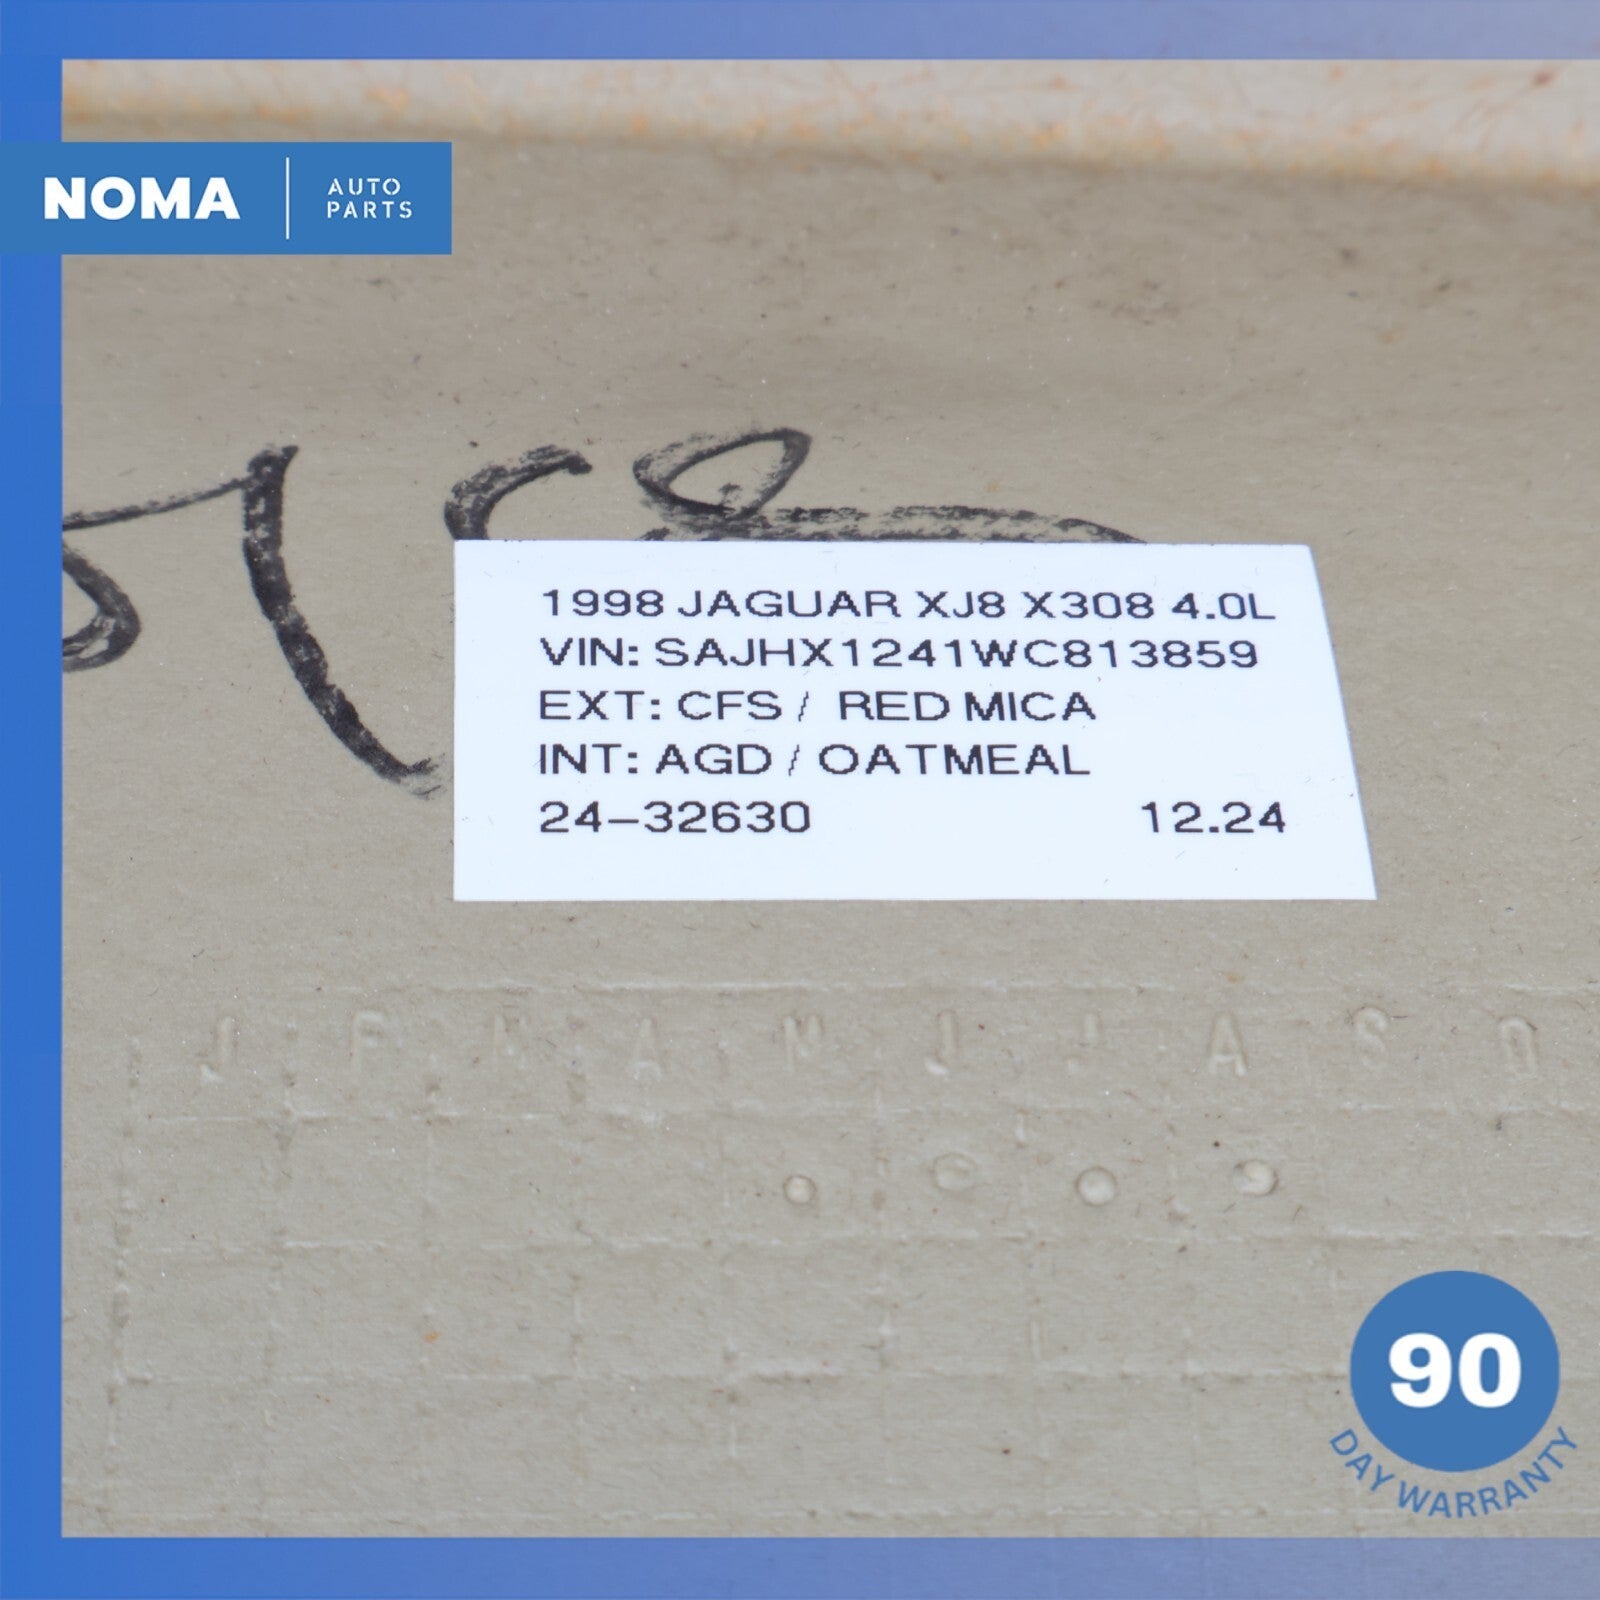 NOMA
AUTO
PARTS
1998 JAGUAR XJ8 X308 4.0L
VIN: SAJHX1241WC813859
EXT: CFS / RED MICA
INT: AGD / OATMEAL
24-32630 12.24
J F M A M J J A S O
90
DAY WARRANTY